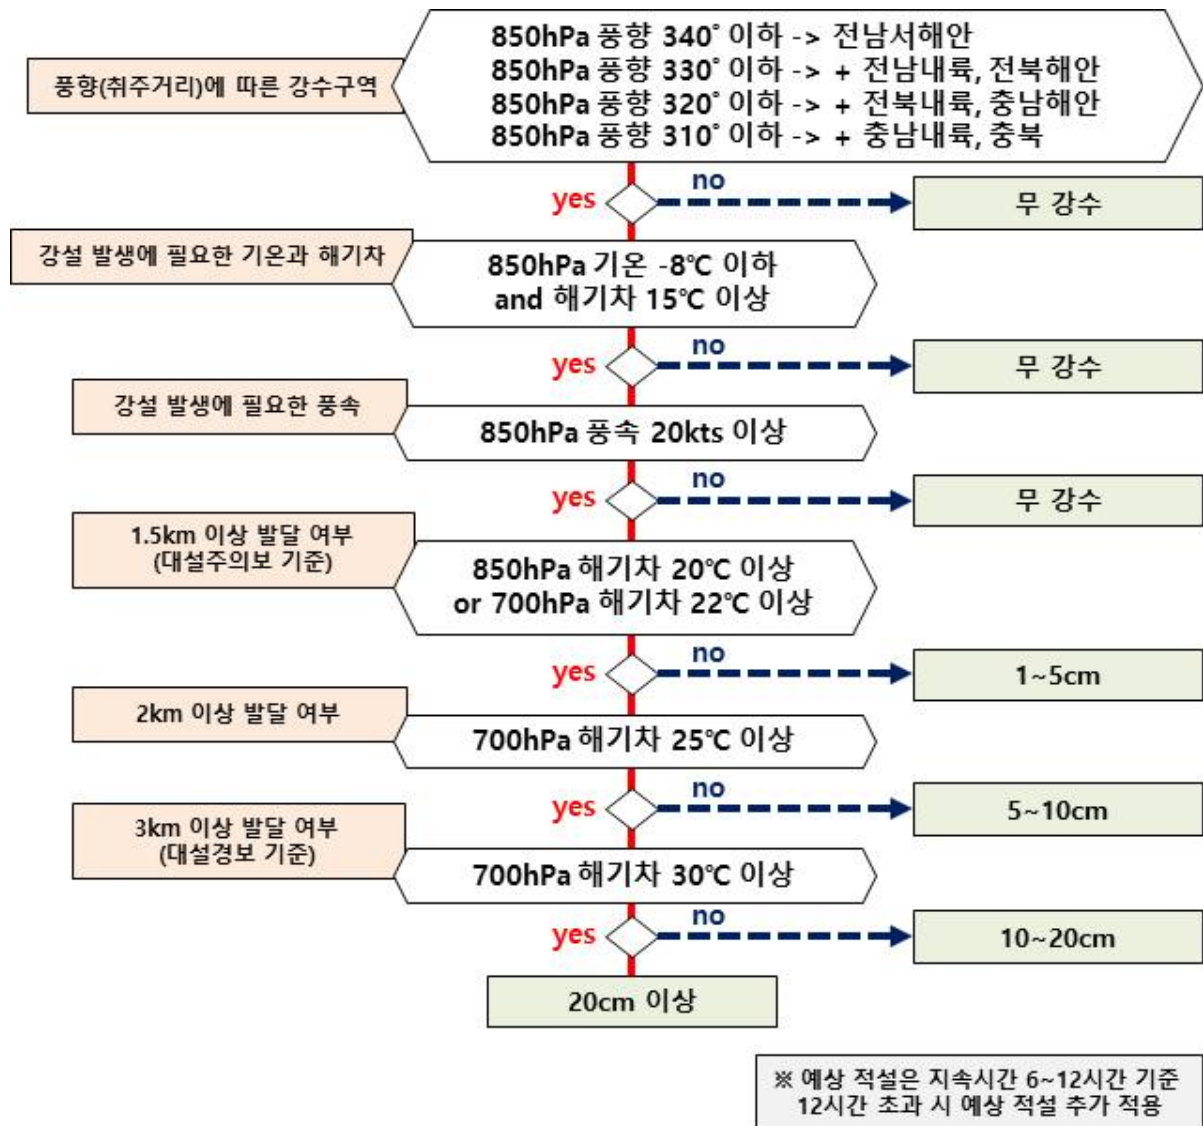 850hPa 풍향 340° 이하 -> 전남서해안
850hPa 풍향 330° 이하 -> + 전남내륙, 전북해안
850hPa 풍향 320° 이하 -> + 전북내륙, 충남해안
850hPa 풍향 310° 이하 -> + 충남내륙, 충북
풍향(취주거리)에 따른 강수구역
yes
no
무 강수
강설 발생에 필요한 기온과 해기차
850hPa 기온 -8℃ 이하
and 해기차 15℃ 이상
yes
no
무 강수
강설 발생에 필요한 풍속
850hPa 풍속 20kts 이상
yes
no
무 강수
1.5km 이상 발달 여부
(대설주의보 기준)
850hPa 해기차 20℃ 이상
or 700hPa 해기차 22℃ 이상
yes
no
1~5cm
2km 이상 발달 여부
700hPa 해기차 25℃ 이상
yes
no
5~10cm
3km 이상 발달 여부
(대설경보 기준)
700hPa 해기차 30℃ 이상
yes
no
10~20cm
20cm 이상
※ 예상 적설은 지속시간 6~12시간 기준
12시간 초과 시 예상 적설 추가 적용